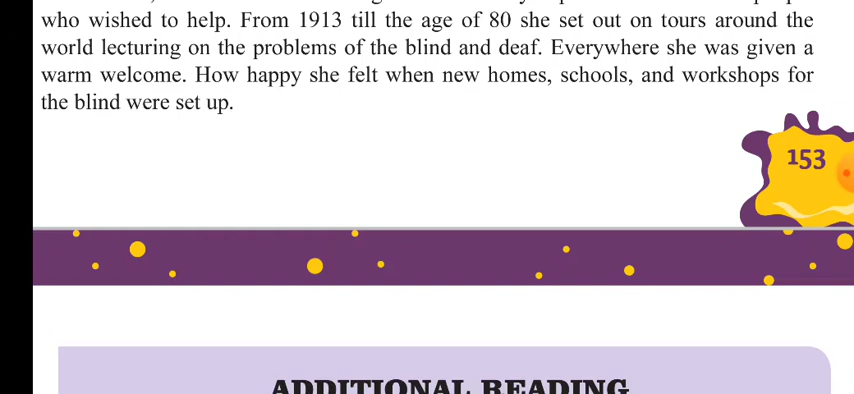 who wished to help. From 1913 till the age of 80 she set out on tours around the
world lecturing on the problems of the blind and deaf. Everywhere she was given a
warm welcome. How happy she felt when new homes, schools, and workshops for
the blind were set up.
153
ADDITIONAL READING